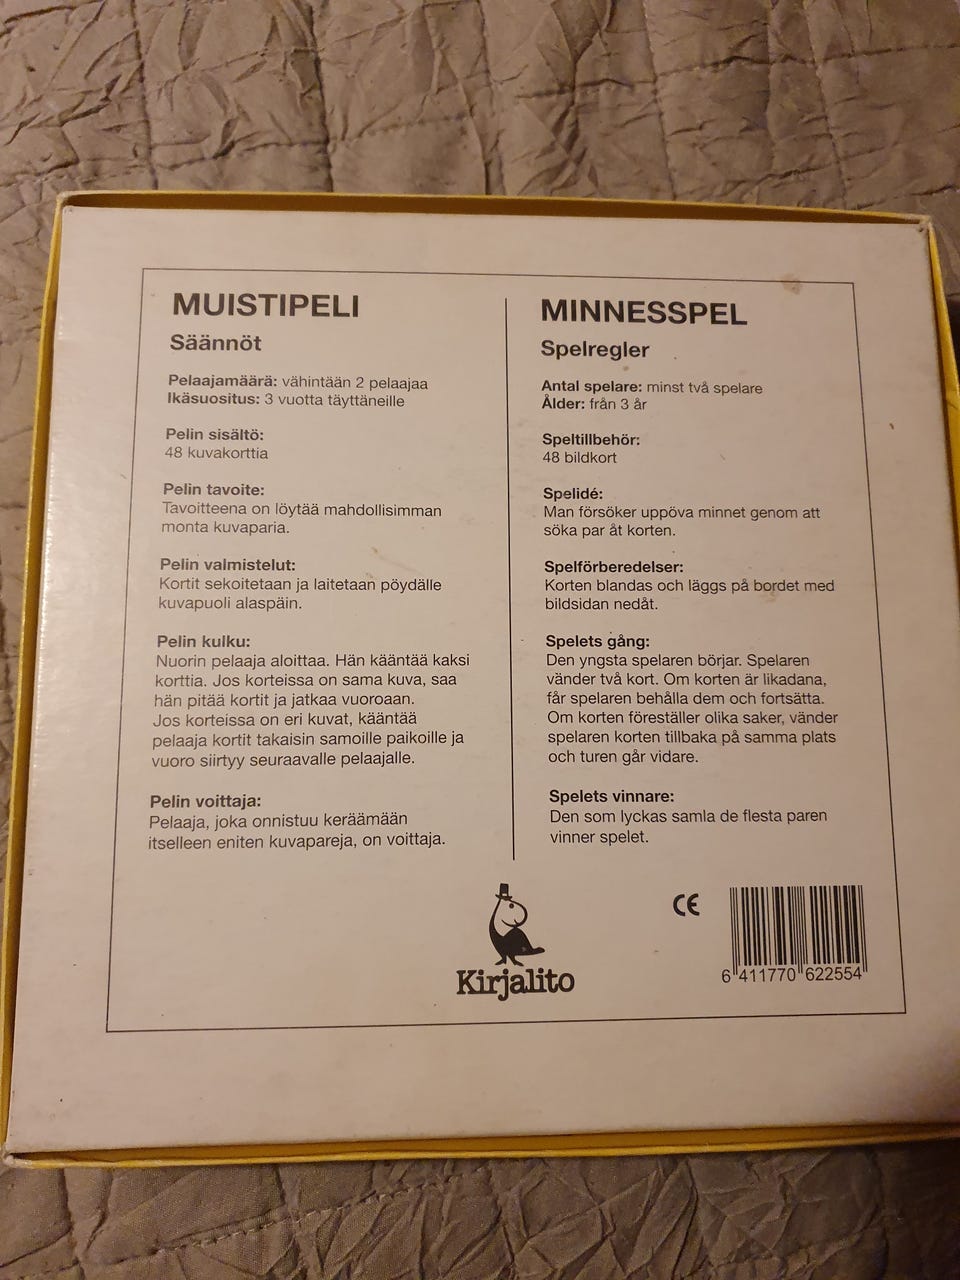 MUISTIPELI
Säännöt
Pelaajamäärä: vähintään 2 pelaajaa
Ikäsuositus: 3 vuotta täyttäneille
Pelin sisältö:
48 kuvakorttia
Pelin tavoite:
Tavoitteena on löytää mahdollisimman
monta kuvaparia.
Pelin valmistelut:
Kortit sekoitetaan ja laitetaan pöydälle
kuvapuoli alaspäin.
Pelin kulku:
Nuorin pelaaja aloittaa. Hän kääntää kaksi
korttia. Jos korteissa on sama kuva, saa
hän pitää kortit ja jatkaa vuoroaan.
Jos korteissa on eri kuvat, kääntää
pelaaja kortit takaisin samoille paikoille ja
vuoro siirtyy seuraavalle pelaajalle.
Pelin voittaja:
Pelaaja, joka onnistuu keräämään
itselleen eniten kuvapareja, on voittaja.
MINNESSPEL
Spelregler
Antal spelare: minst två spelare
Ålder: från 3 år
Speltillbehör:
48 bildkort
Spelidé:
Man försöker uppöva minnet genom att
söka par åt korten.
Spelförberedelser:
Korten blandas och läggs på bordet med
bildsidan nedåt.
Spelets gång:
Den yngsta spelaren börjar. Spelaren
vänder två kort. Om korten är likadana,
får spelaren behålla dem och fortsätta.
Om korten föreställer olika saker, vänder
spelaren korten tillbaka på samma plats
och turen går vidare.
Spelets vinnare:
Den som lyckas samla de flesta paren
vinner spelet.
Kirjalito
CE
6 411770 622554